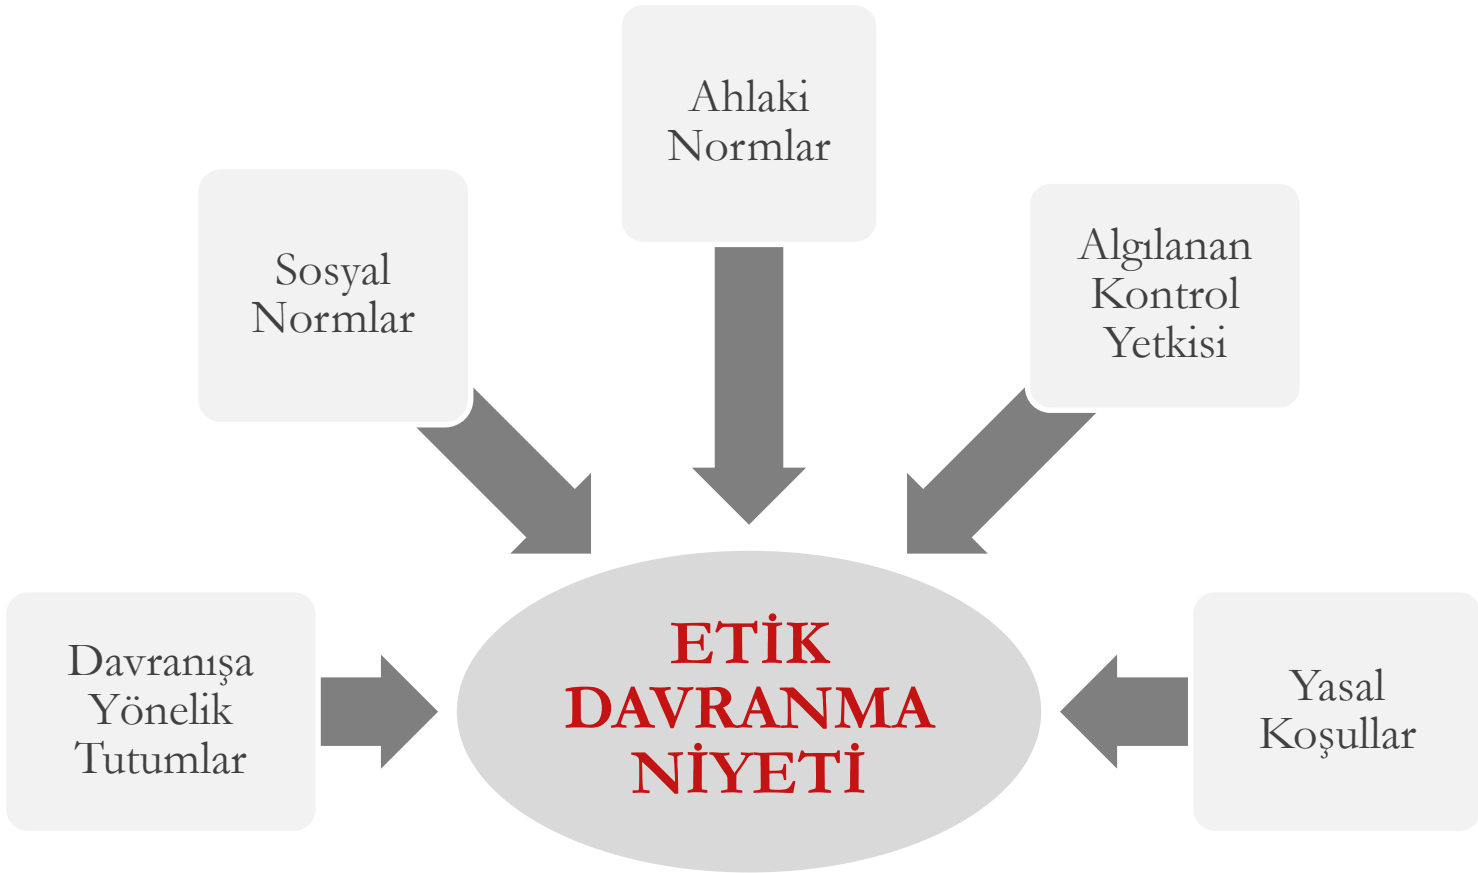 Ahlaki
Normlar
Sosyal
Normlar
Algılanan
Kontrol
Yetkisi
Davranışa
Yönelik
Tutumlar
ETİK
DAVRANMA
NİYETİ
Yasal
Koşullar